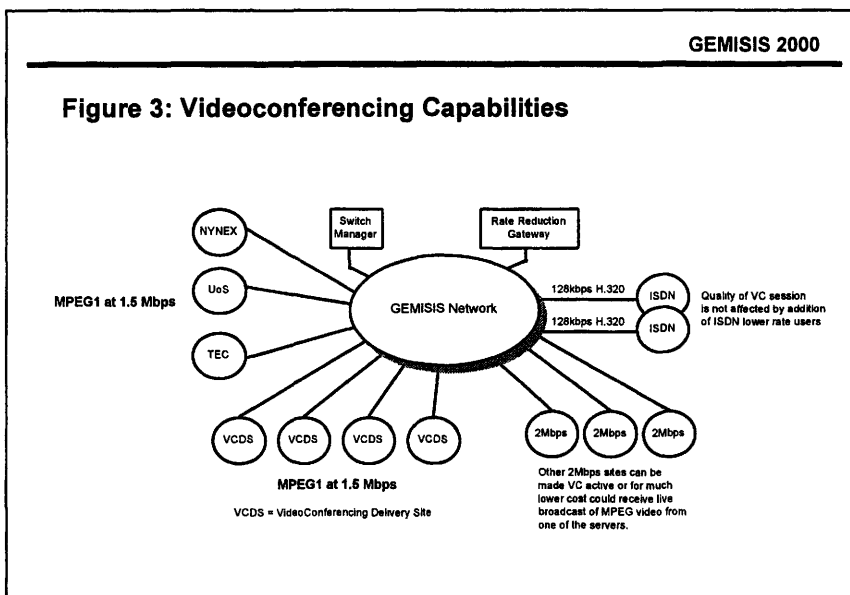 GEMISIS 2000
Figure 3: Videoconferencing Capabilities
NYNEX
Switch
Manager
Rate Reduction
Gateway
MPEG1 at 1.5 Mbps
UoS
GEMISIS Network
128kbps H.320
ISDN
128kbps H.320
ISDN
Quality of VC session
is not affected by addition
of ISDN lower rate users
TEC
VCDS
VCDS
VCDS
VCDS
2Mbps
2Mbps
2Mbps
MPEG1 at 1.5 Mbps
VCDS = VideoConferencing Delivery Site
Other 2Mbps sites can be
made VC active or for much
lower cost could receive live
broadcast of MPEG video from
one of the servers.